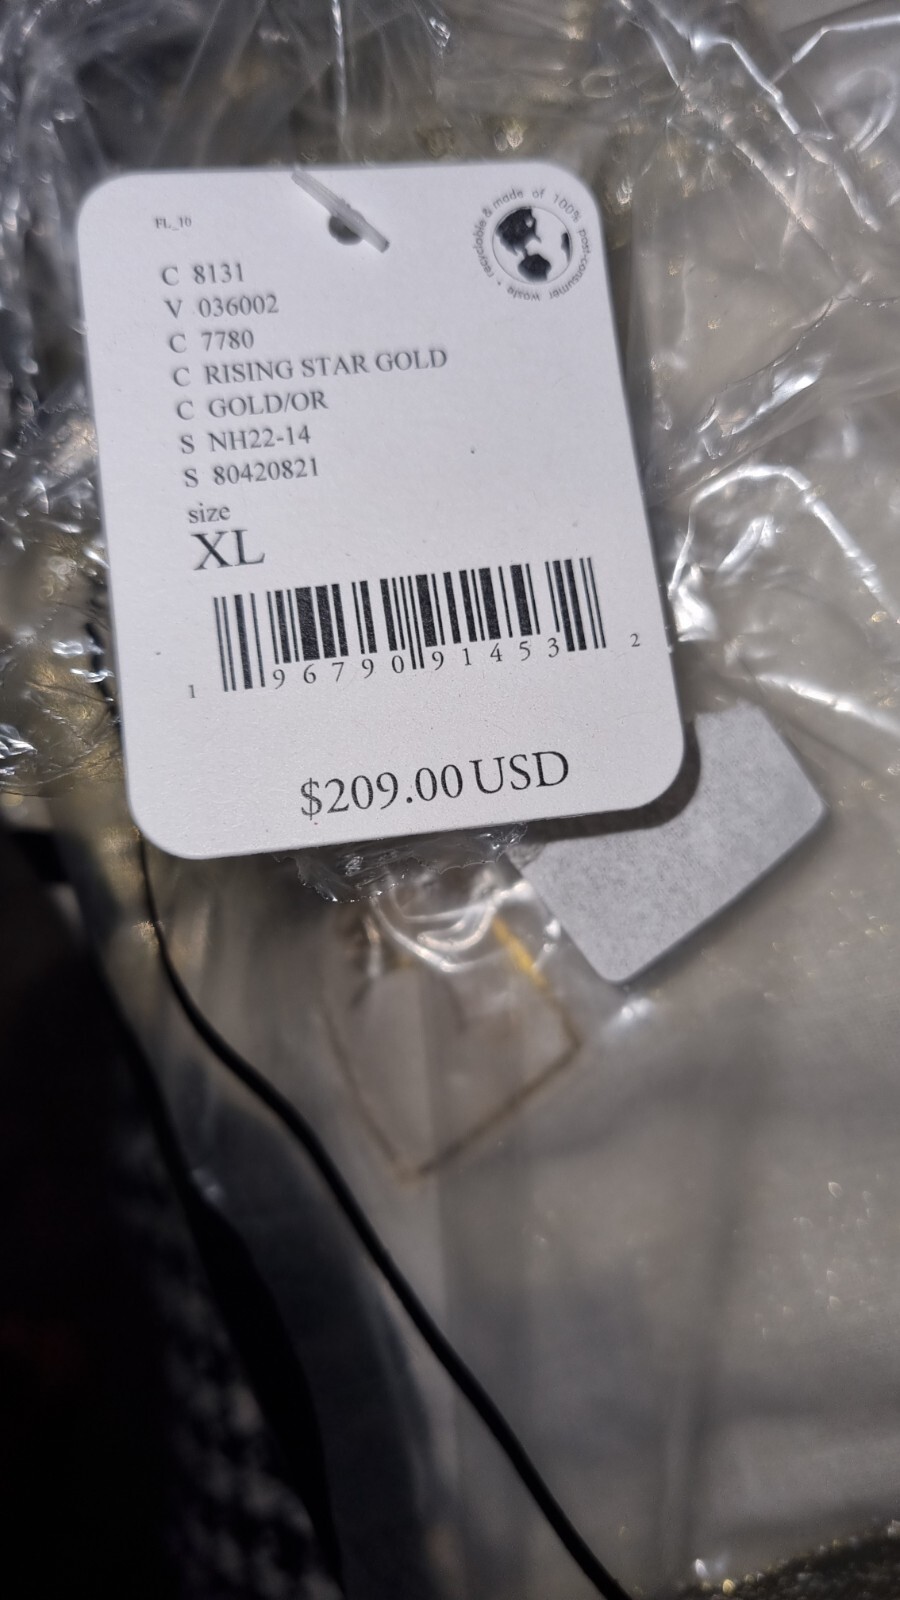 FL_10
recyclable & made of 100% post-consumer waste •
C 8131
V 036002
C 7780
C RISING STAR GOLD
C GOLD/OR
S NH22-14
S 80420821
size
XL
1 96790 91453 2
$209.00 USD